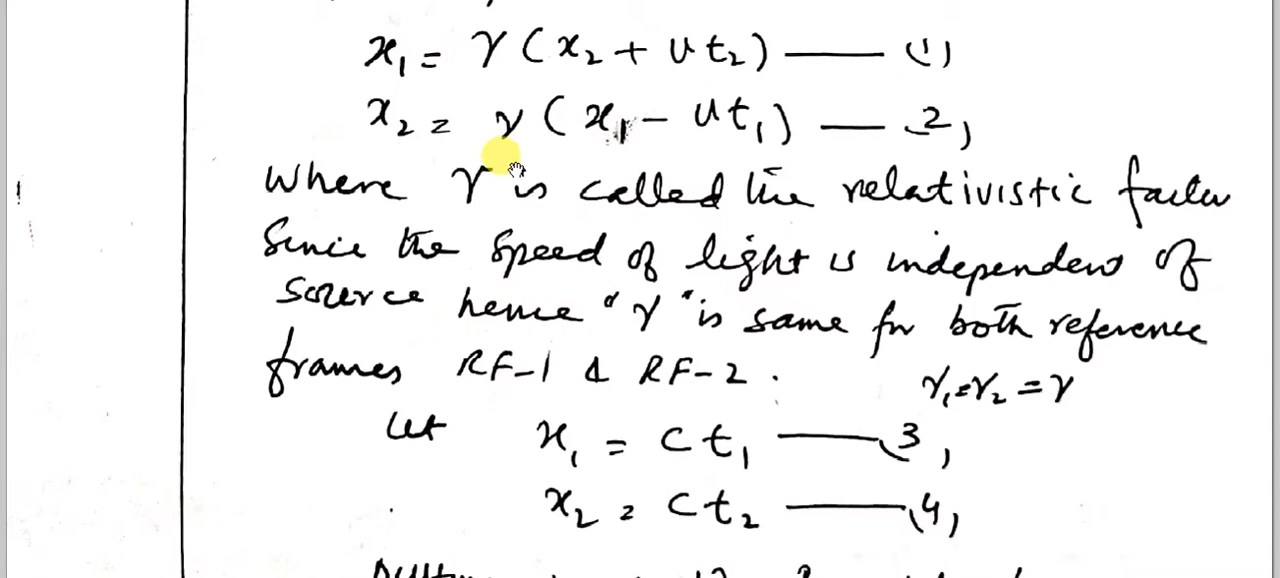 x₁ = γ (x₂ + u t₂) —— (1)
x₂ = γ (x₁ - u t₁) — 2)
where γ is called the relativistic factor
Since the speed of light is independent of
source hence "γ" is same for both reference
frames RF-1 & RF-2 .
γ₁ = γ₂ = γ
Let x₁ = c t₁ —— 3)
x₂ = c t₂ —— (4)